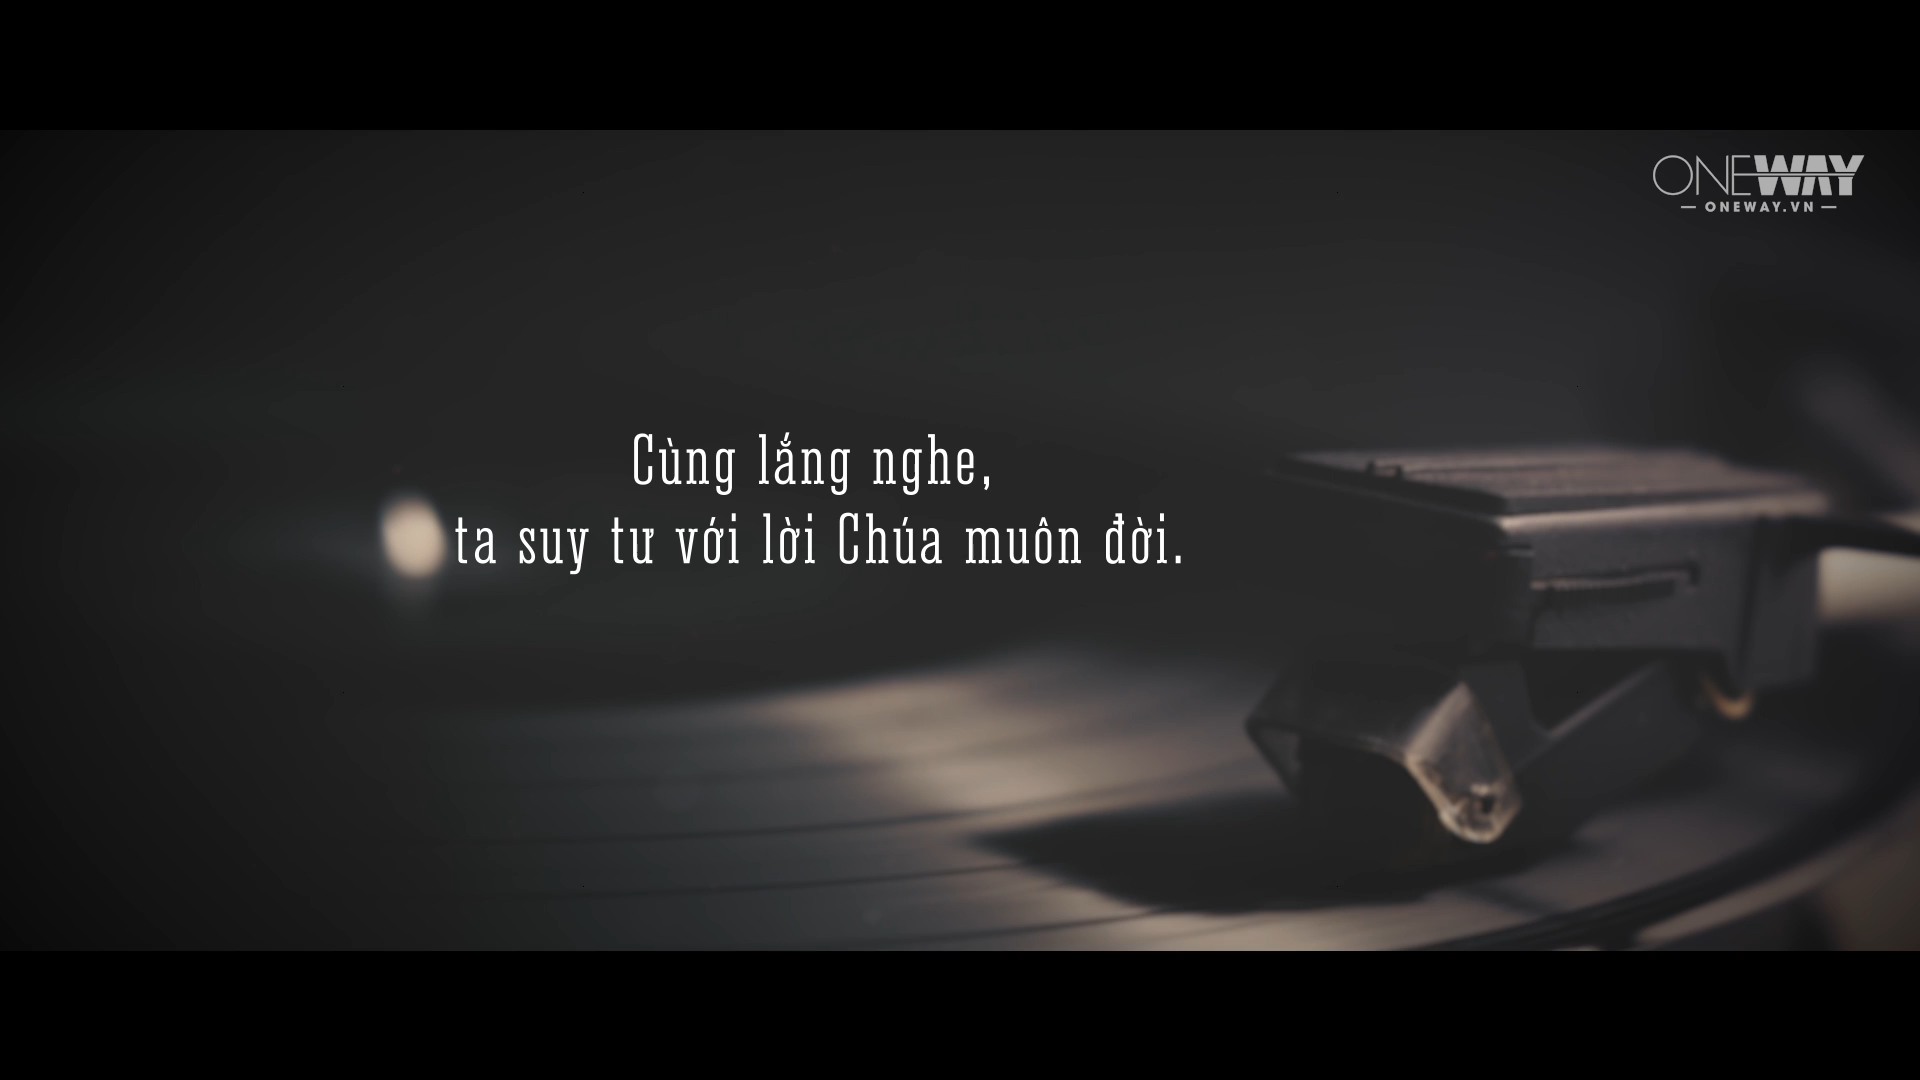 ONEWAY
ONEWAY.VN
Cùng lắng nghe,
ta suy tư với lời Chúa muôn đời.